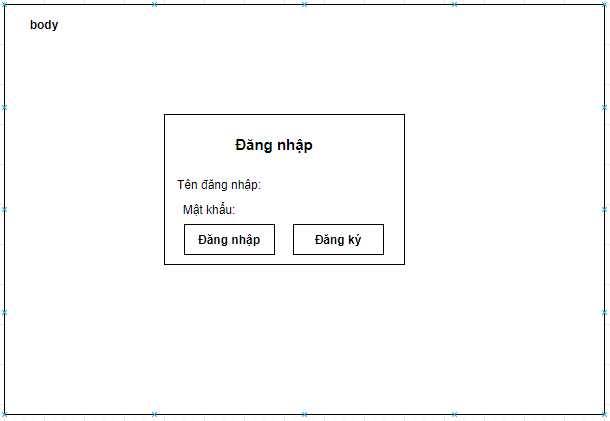 body
Đăng nhập
Tên đăng nhập:
Mật khẩu:
Đăng nhập
Đăng ký